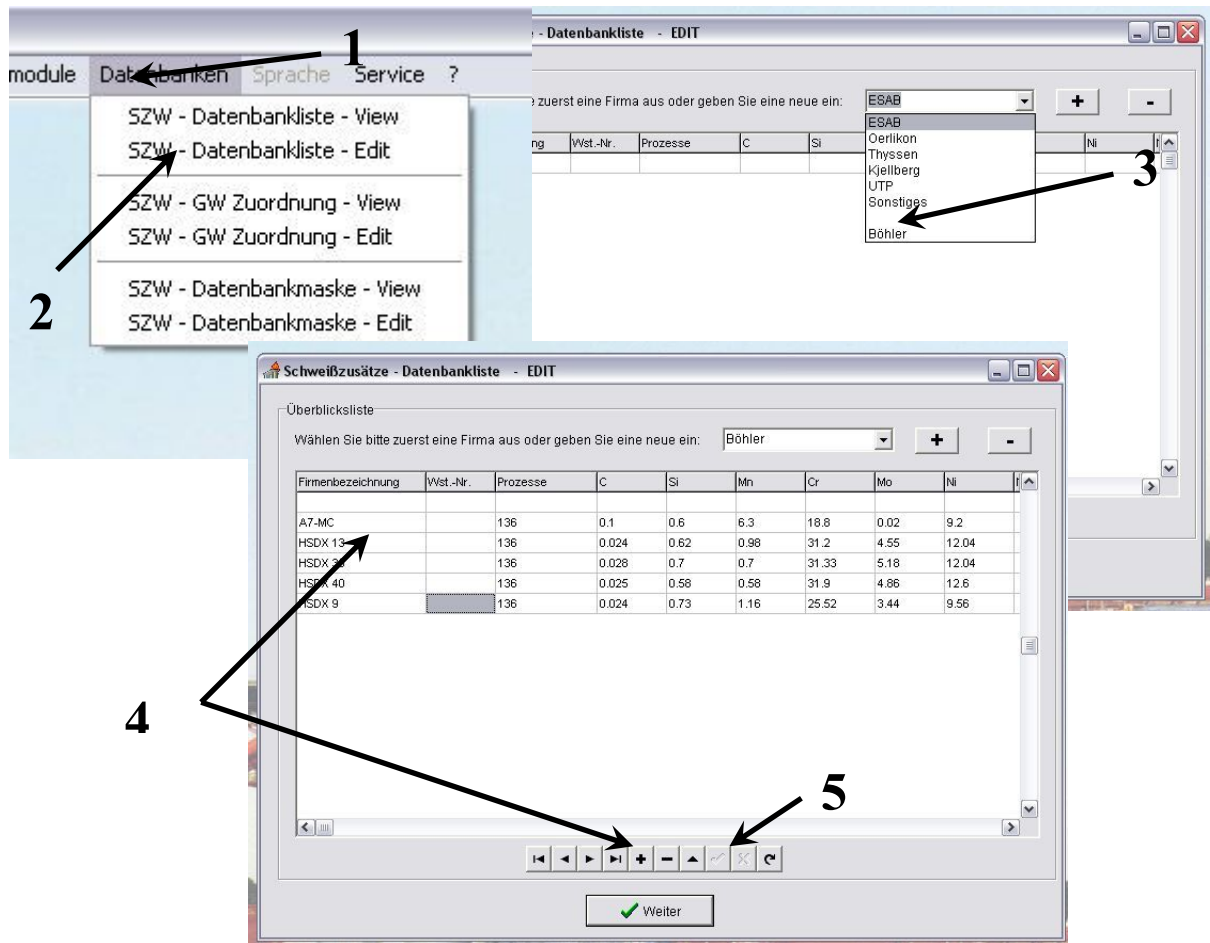 1
module Datenbanken Sprache Service ?
SZW - Datenbankliste - View
SZW - Datenbankliste - Edit
SZW - GW Zuordnung - View
SZW - GW Zuordnung - Edit
SZW - Datenbankmaske - View
SZW - Datenbankmaske - Edit
2
- Datenbankliste - EDIT
zuerst eine Firma aus oder geben Sie eine neue ein: ESAB + -
ng Wst.-Nr. Prozesse C Si Ni
ESAB
Oerlikon
Thyssen
Kjellberg
UTP
Sonstiges
Böhler
3
Schweißzusätze - Datenbankliste - EDIT
Überblicksliste
Wählen Sie bitte zuerst eine Firma aus oder geben Sie eine neue ein: Böhler + -
Firmenbezeichnung Wst.-Nr. Prozesse C Si Mn Cr Mo Ni
A7-MC 136 0.1 0.6 6.3 18.8 0.02 9.2
HSDX 13 136 0.024 0.62 0.98 31.2 4.55 12.04
HSDX 136 0.028 0.7 0.7 31.33 5.18 12.04
HSDX 40 136 0.025 0.58 0.58 31.9 4.86 12.6
HSDX 9 136 0.024 0.73 1.16 25.52 3.44 9.56
4
5
Weiter